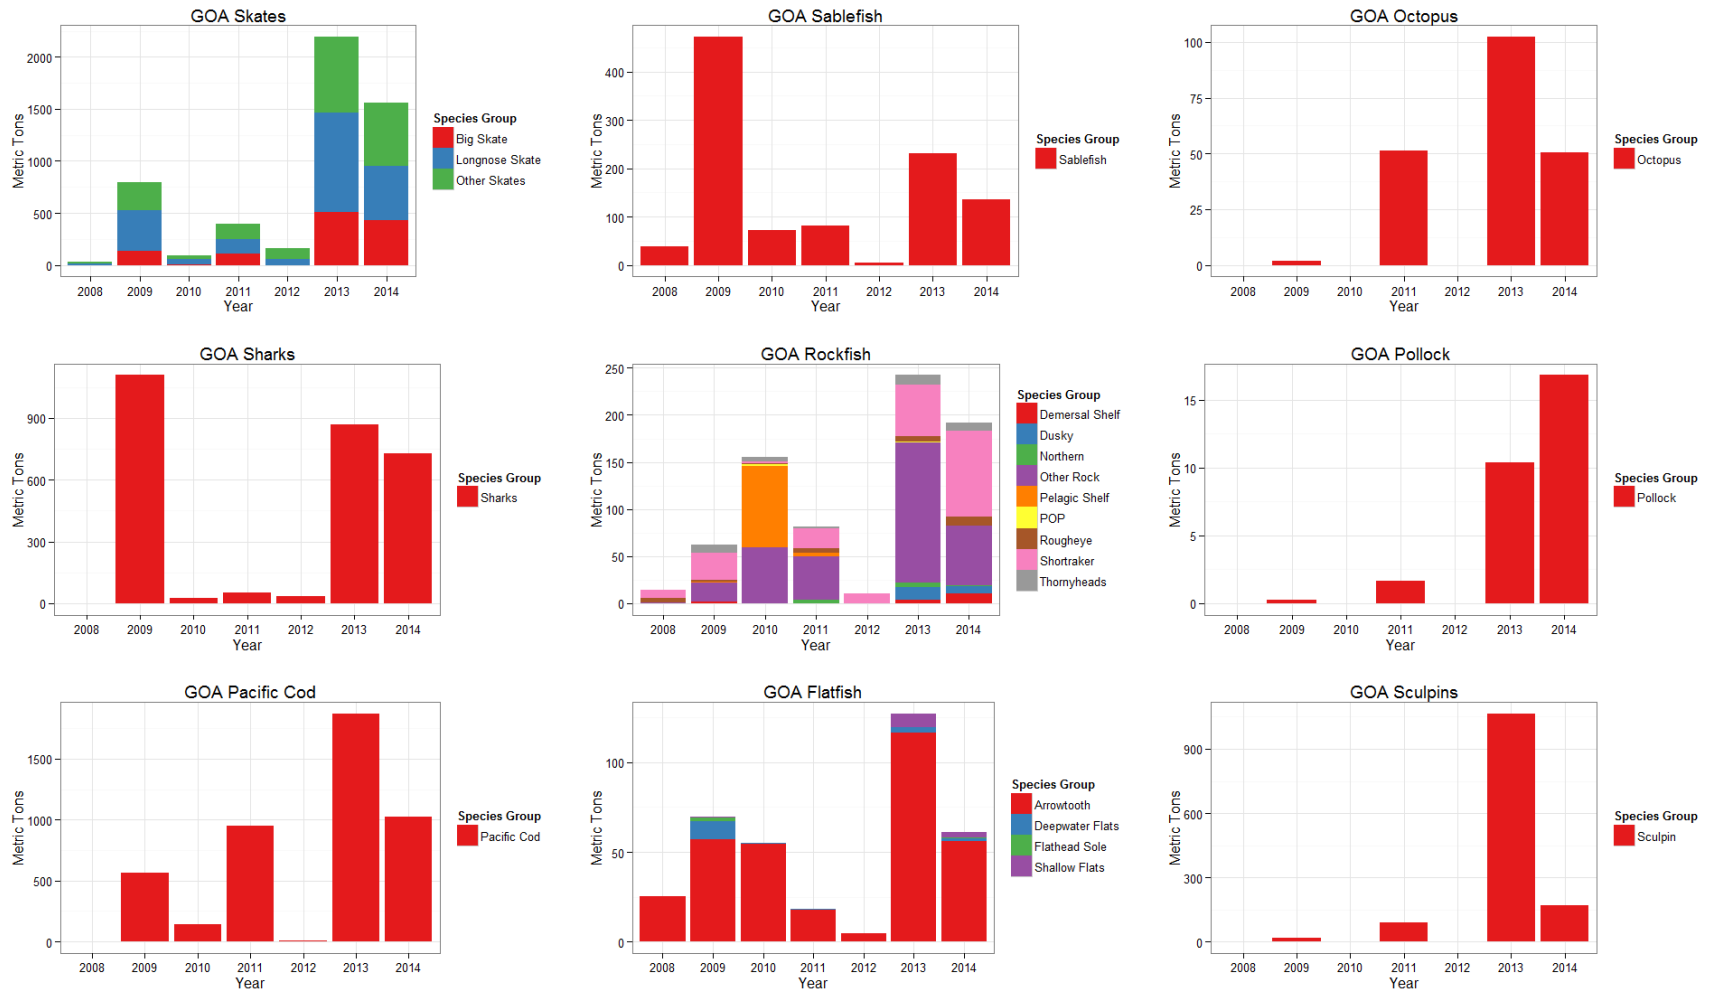 GOA Skates
2000
1500
1000
500
0
Metric Tons
2008 2009 2010 2011 2012 2013 2014
Year
Species Group
Big Skate
Longnose Skate
Other Skates
GOA Sablefish
400
300
200
100
0
Metric Tons
2008 2009 2010 2011 2012 2013 2014
Year
Species Group
Sablefish
GOA Octopus
100
75
50
25
0
Metric Tons
2008 2009 2010 2011 2012 2013 2014
Year
Species Group
Octopus
GOA Sharks
900
600
300
0
Metric Tons
2008 2009 2010 2011 2012 2013 2014
Year
Species Group
Sharks
GOA Rockfish
250
200
150
100
50
0
Metric Tons
2008 2009 2010 2011 2012 2013 2014
Year
Species Group
Demersal Shelf
Dusky
Northern
Other Rock
Pelagic Shelf
POP
Rougheye
Shortraker
Thornyheads
GOA Pollock
15
10
5
0
Metric Tons
2008 2009 2010 2011 2012 2013 2014
Year
Species Group
Pollock
GOA Pacific Cod
1500
1000
500
0
Metric Tons
2008 2009 2010 2011 2012 2013 2014
Year
Species Group
Pacific Cod
GOA Flatfish
100
50
0
Metric Tons
2008 2009 2010 2011 2012 2013 2014
Year
Species Group
Arrowtooth
Deepwater Flats
Flathead Sole
Shallow Flats
GOA Sculpins
900
600
300
0
Metric Tons
2008 2009 2010 2011 2012 2013 2014
Year
Species Group
Sculpin